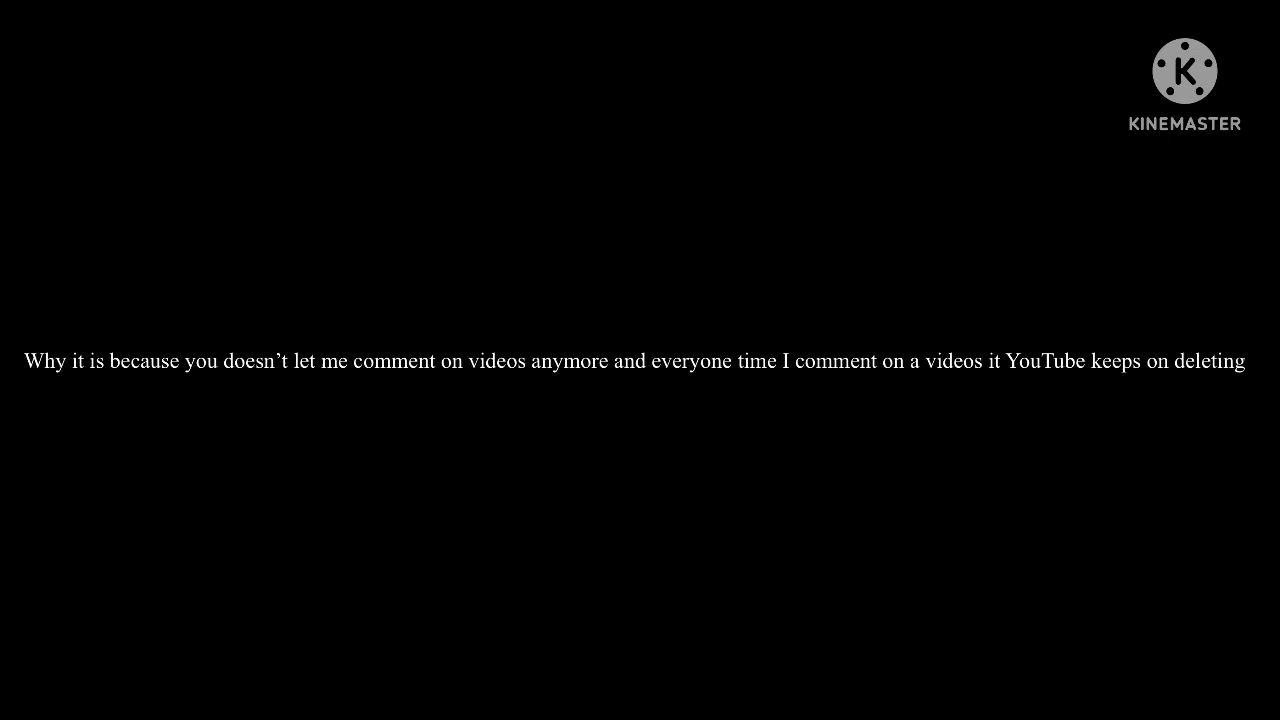 K
KINEMASTER
Why it is because you doesn’t let me comment on videos anymore and everyone time I comment on a videos it YouTube keeps on deleting